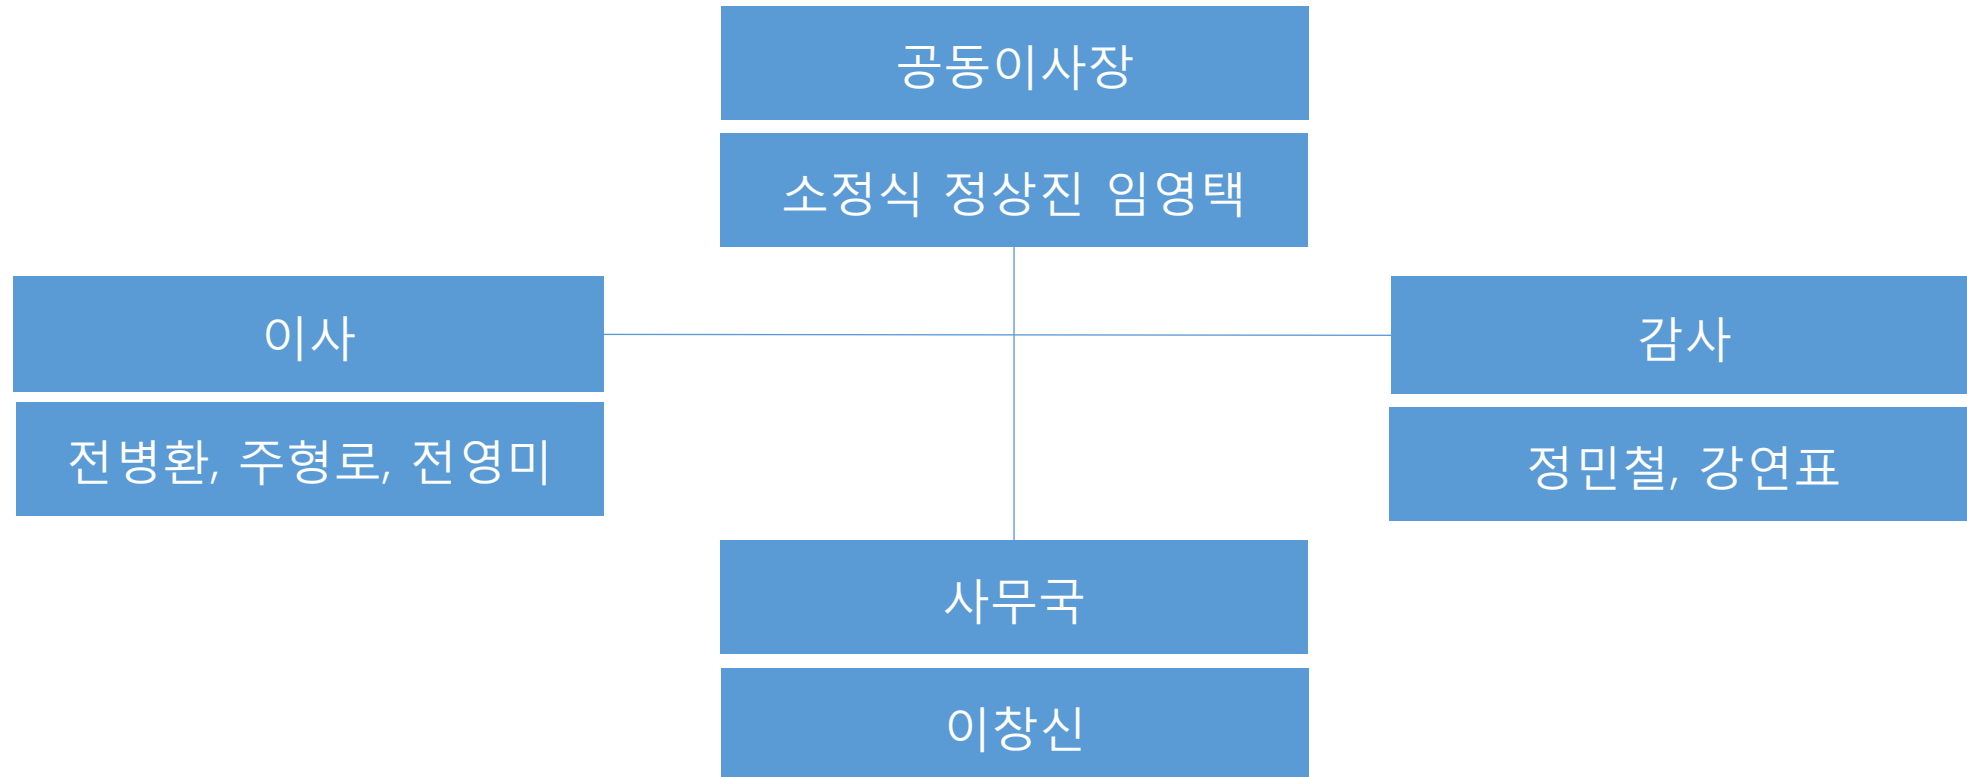 공동이사장
소정식 정상진 임영택
이사
전병환, 주형로, 전영미
감사
정민철, 강연표
사무국
이창신